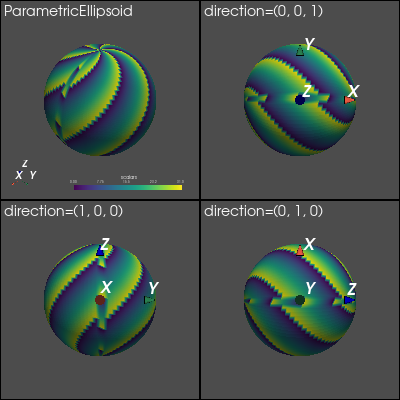 ParametricEllipsoid
direction=(0, 0, 1)
Y
Z
X
Z
X Y
scalars
direction=(1, 0, 0)
direction=(0, 1, 0)
Z
X
Y
X
Y
Z